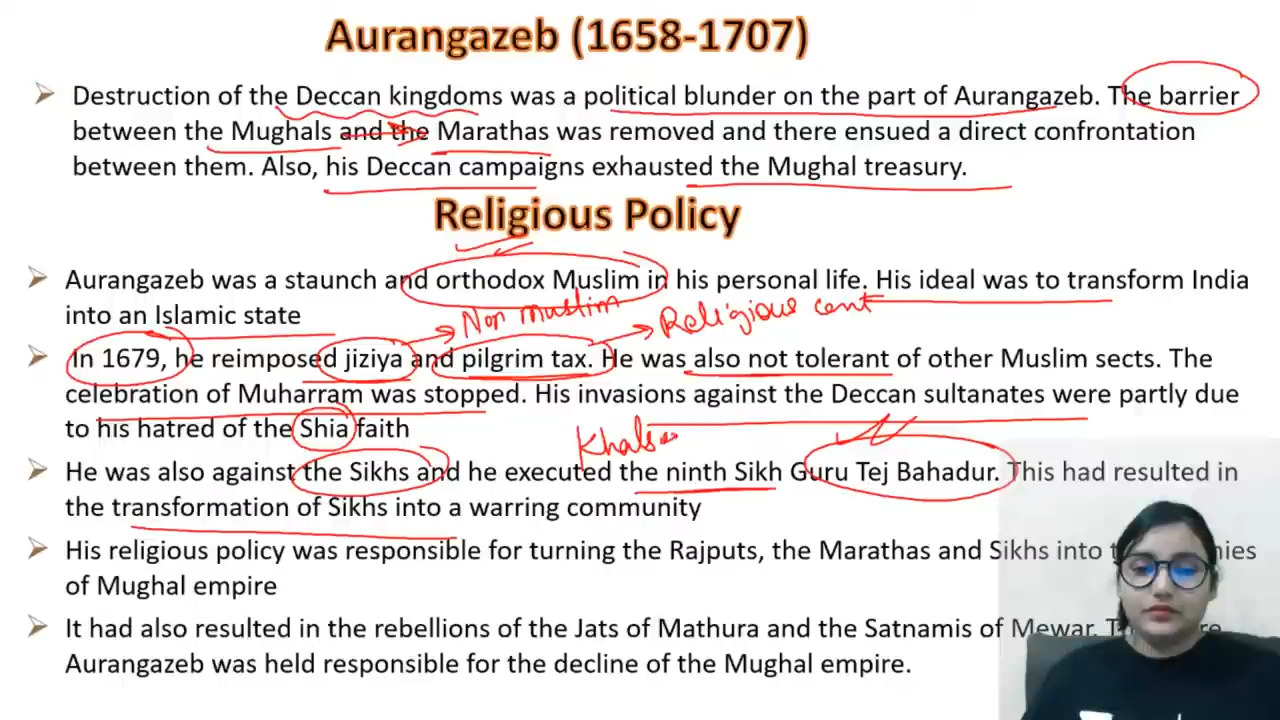 Aurangazeb (1658-1707)
Destruction of the Deccan kingdoms was a political blunder on the part of Aurangazeb. The barrier
between the Mughals and the Marathas was removed and there ensued a direct confrontation
between them. Also, his Deccan campaigns exhausted the Mughal treasury.
Religious Policy
Aurangazeb was a staunch and orthodox Muslim in his personal life. His ideal was to transform India
into an Islamic state
Non muslim
Religious cent
In 1679, he reimposed jiziya and pilgrim tax. He was also not tolerant of other Muslim sects. The
celebration of Muharram was stopped. His invasions against the Deccan sultanates were partly due
to his hatred of the Shia faith
He was also against the Sikhs and he executed the ninth Sikh Guru Tej Bahadur. This had resulted in
the transformation of Sikhs into a warring community
His religious policy was responsible for turning the Rajputs, the Marathas and Sikhs into
of Mughal empire
It had also resulted in the rebellions of the Jats of Mathura and the Satnamis of Mewar.
Aurangazeb was held responsible for the decline of the Mughal empire.